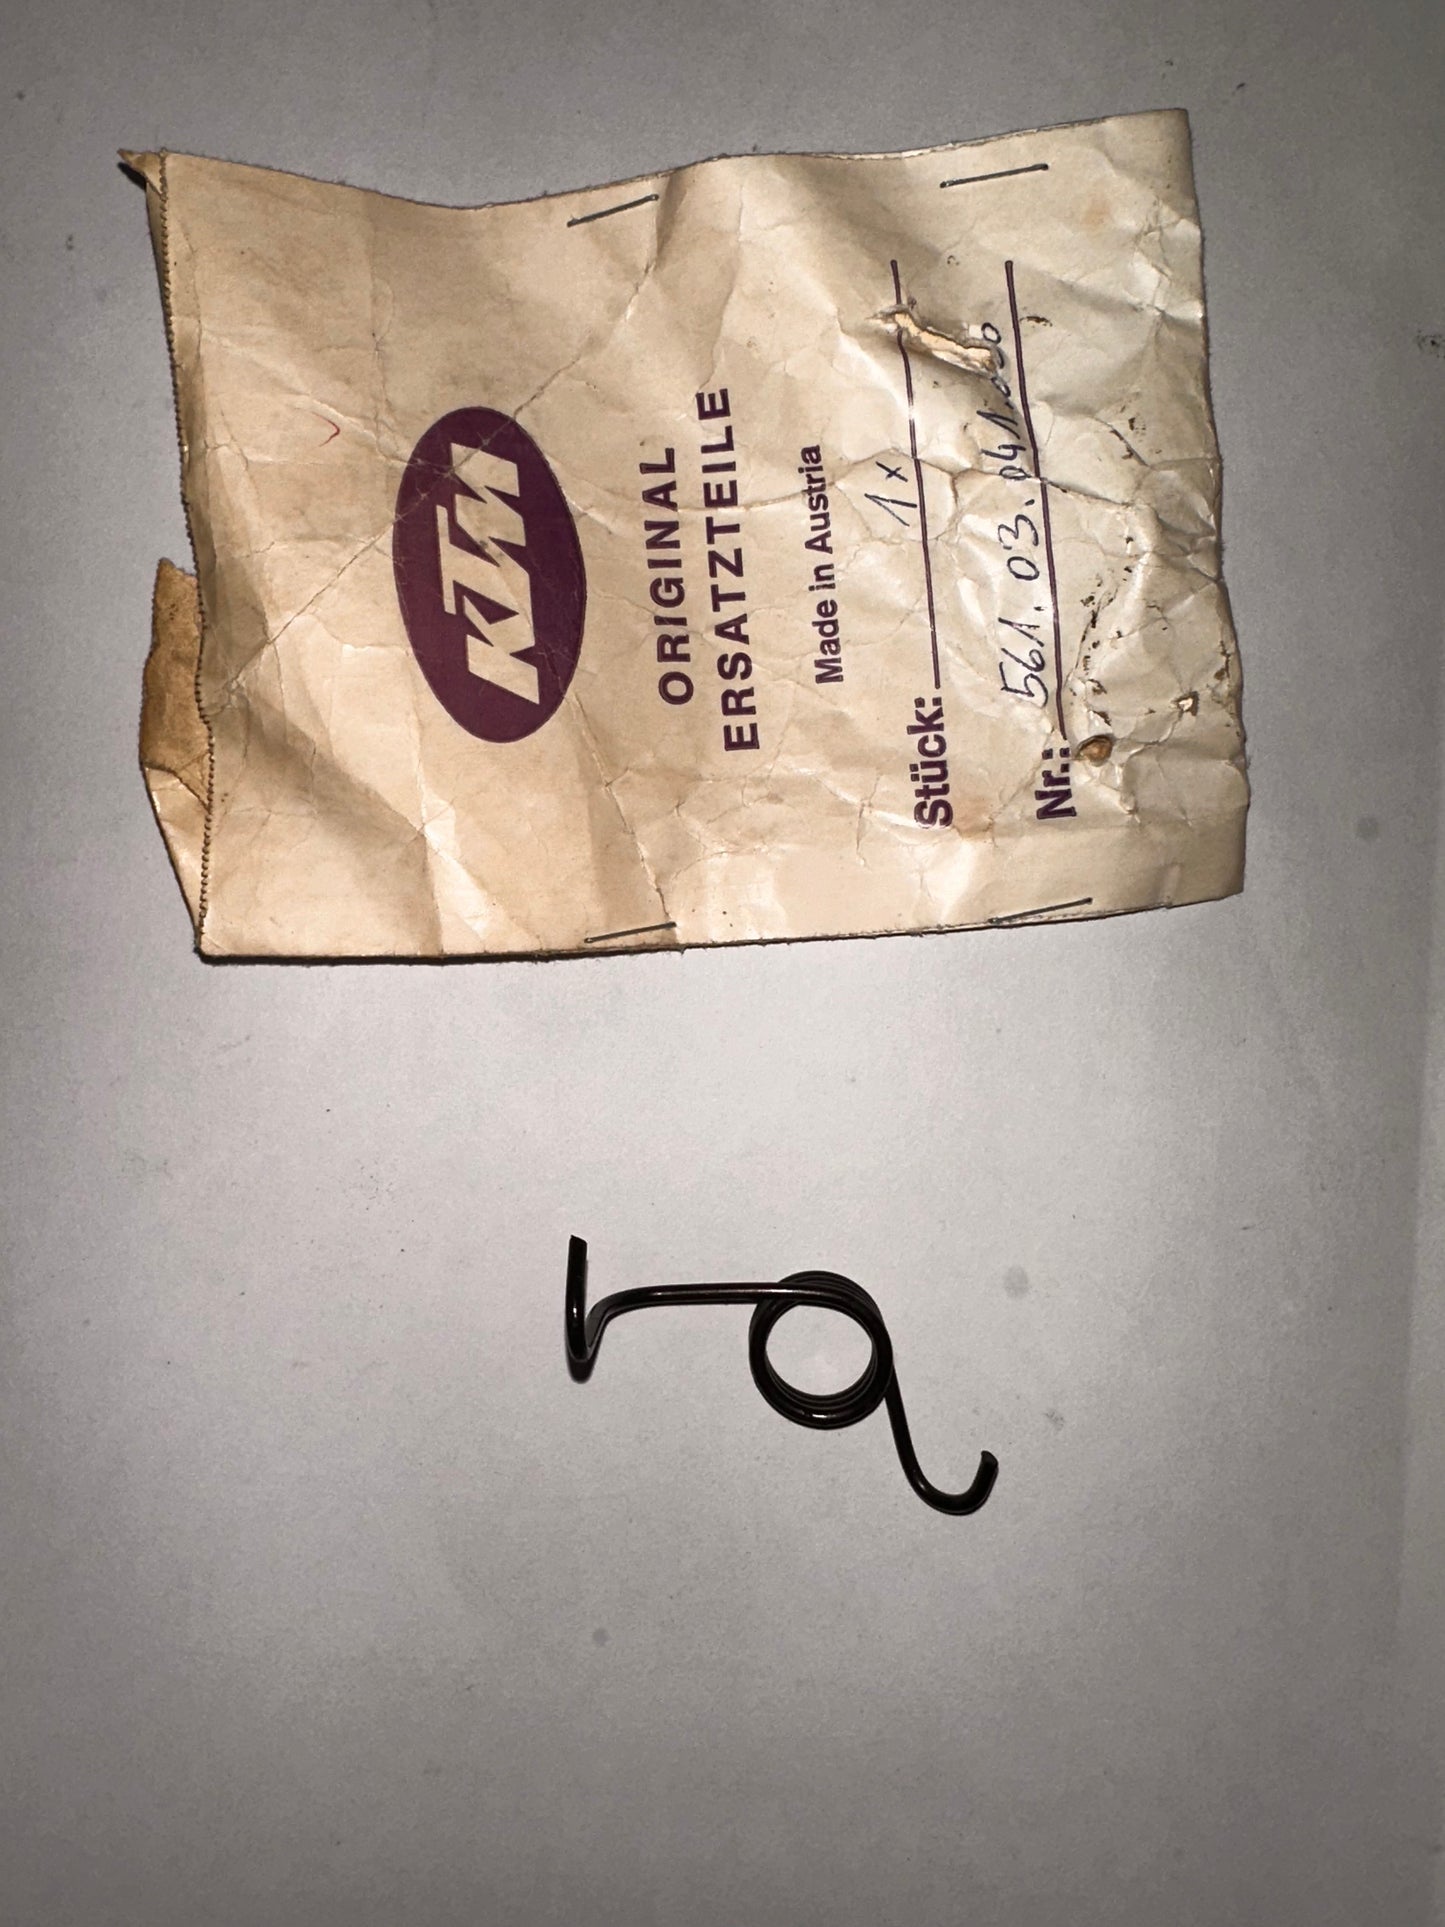 KTM
ORIGINAL
ERSATZTEILE
Made in Austria
Stück: 1x
Nr.: 561.03.041.000